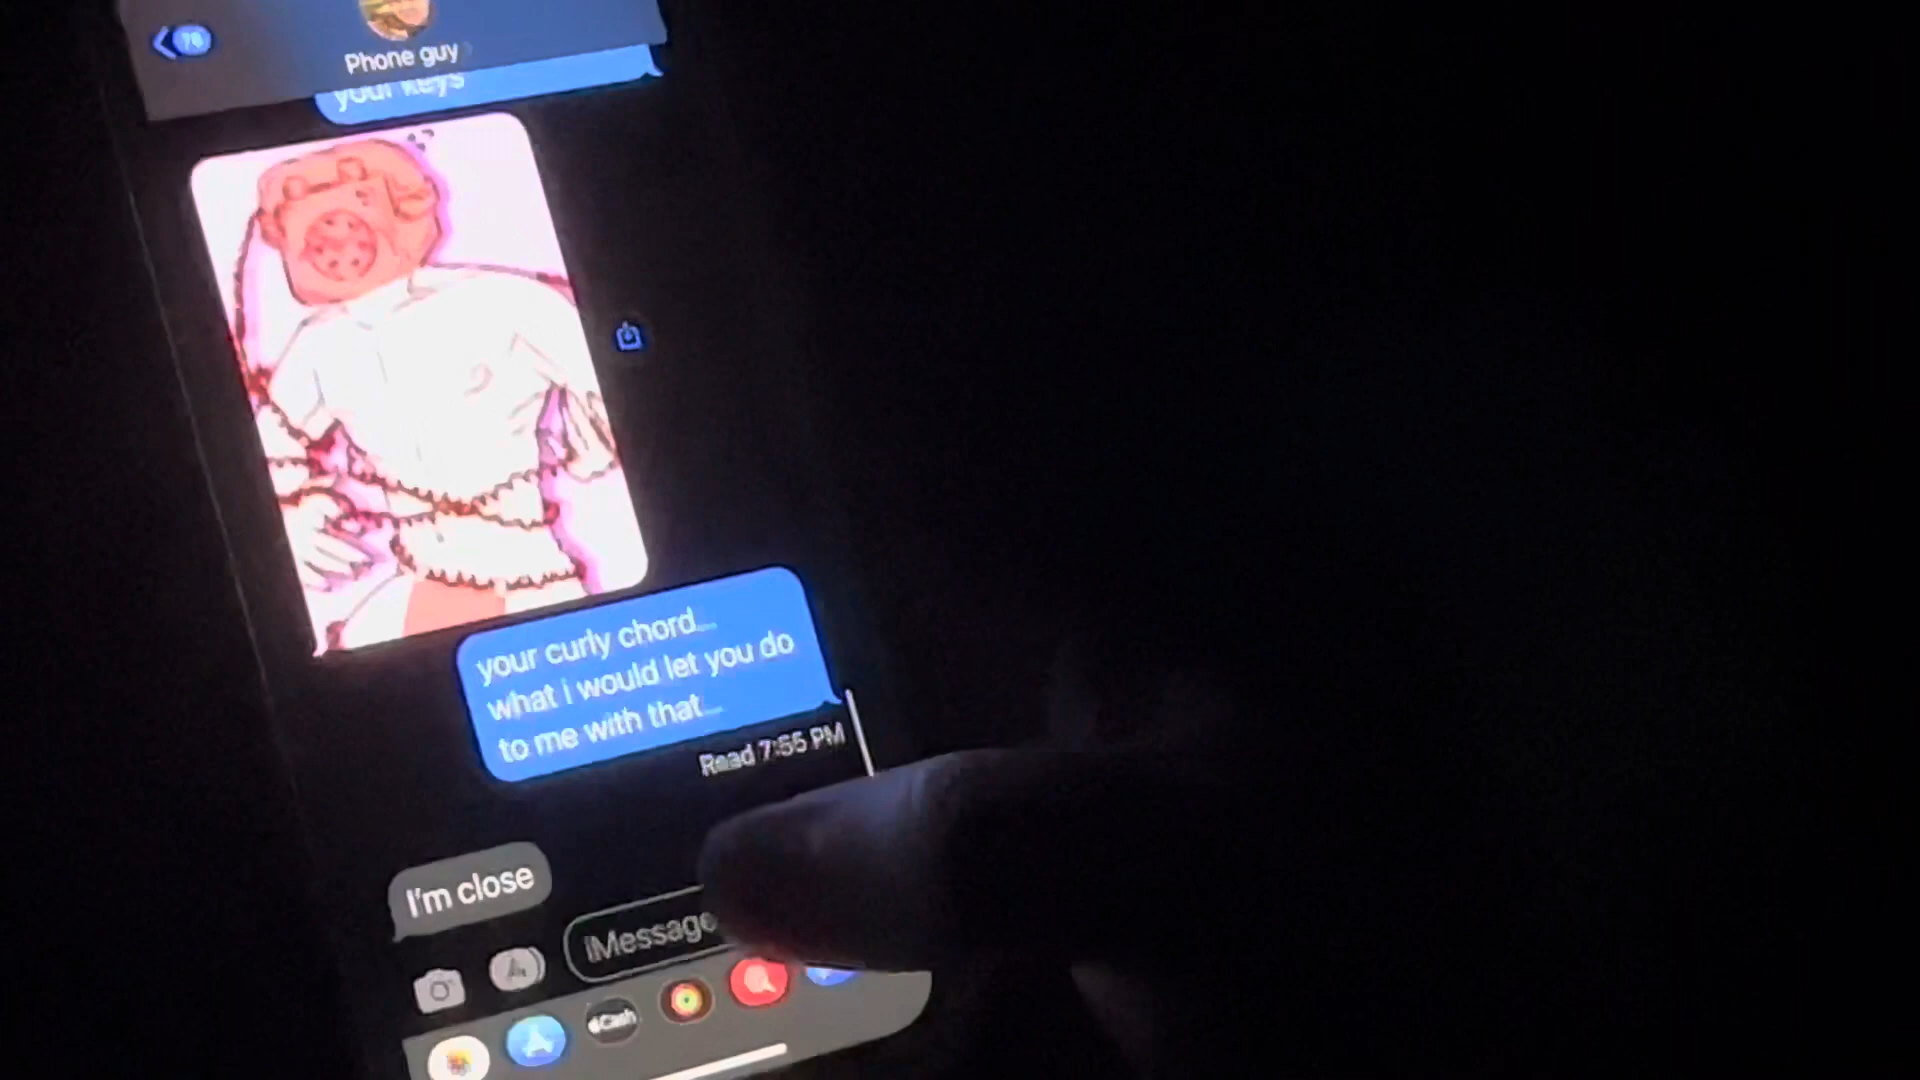 78
Phone guy
your keys
your curly chord...
what i would let you do
to me with that...
Read 7:55 PM
I'm close
iMessage
Cash